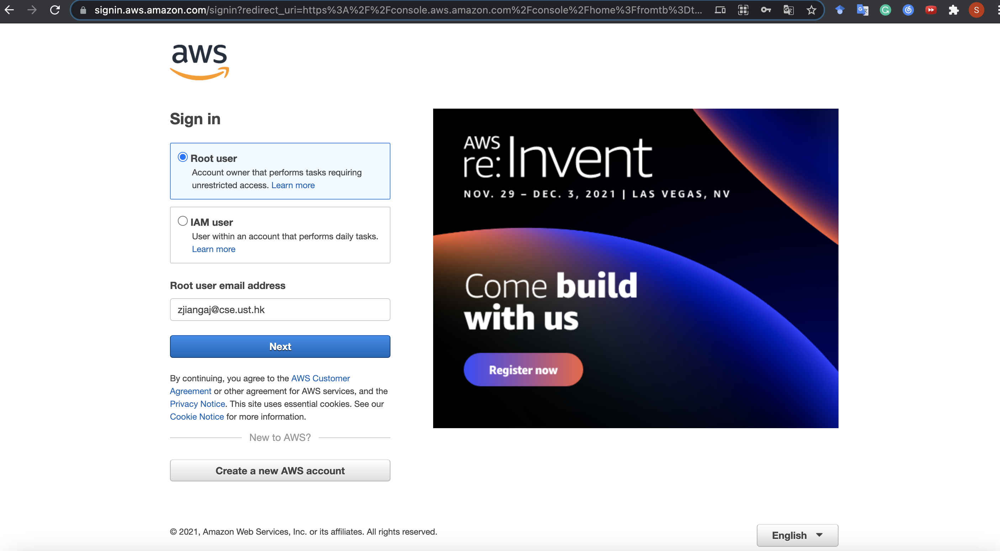 signin.aws.amazon.com/signin?redirect_uri=https%3A%2F%2Fconsole.aws.amazon.com%2Fconsole%2Fhome%3Ffromtb%3Dt...
S
aws
Sign in
Root user
Account owner that performs tasks requiring
unrestricted access. Learn more
IAM user
User within an account that performs daily tasks.
Learn more
Root user email address
zjiangaj@cse.ust.hk
Next
By continuing, you agree to the AWS Customer
Agreement or other agreement for AWS services, and the
Privacy Notice. This site uses essential cookies. See our
Cookie Notice for more information.
New to AWS?
Create a new AWS account
AWS
re: Invent
NOV. 29 – DEC. 3, 2021 | LAS VEGAS, NV
Come build
with us
Register now
© 2021, Amazon Web Services, Inc. or its affiliates. All rights reserved.
English